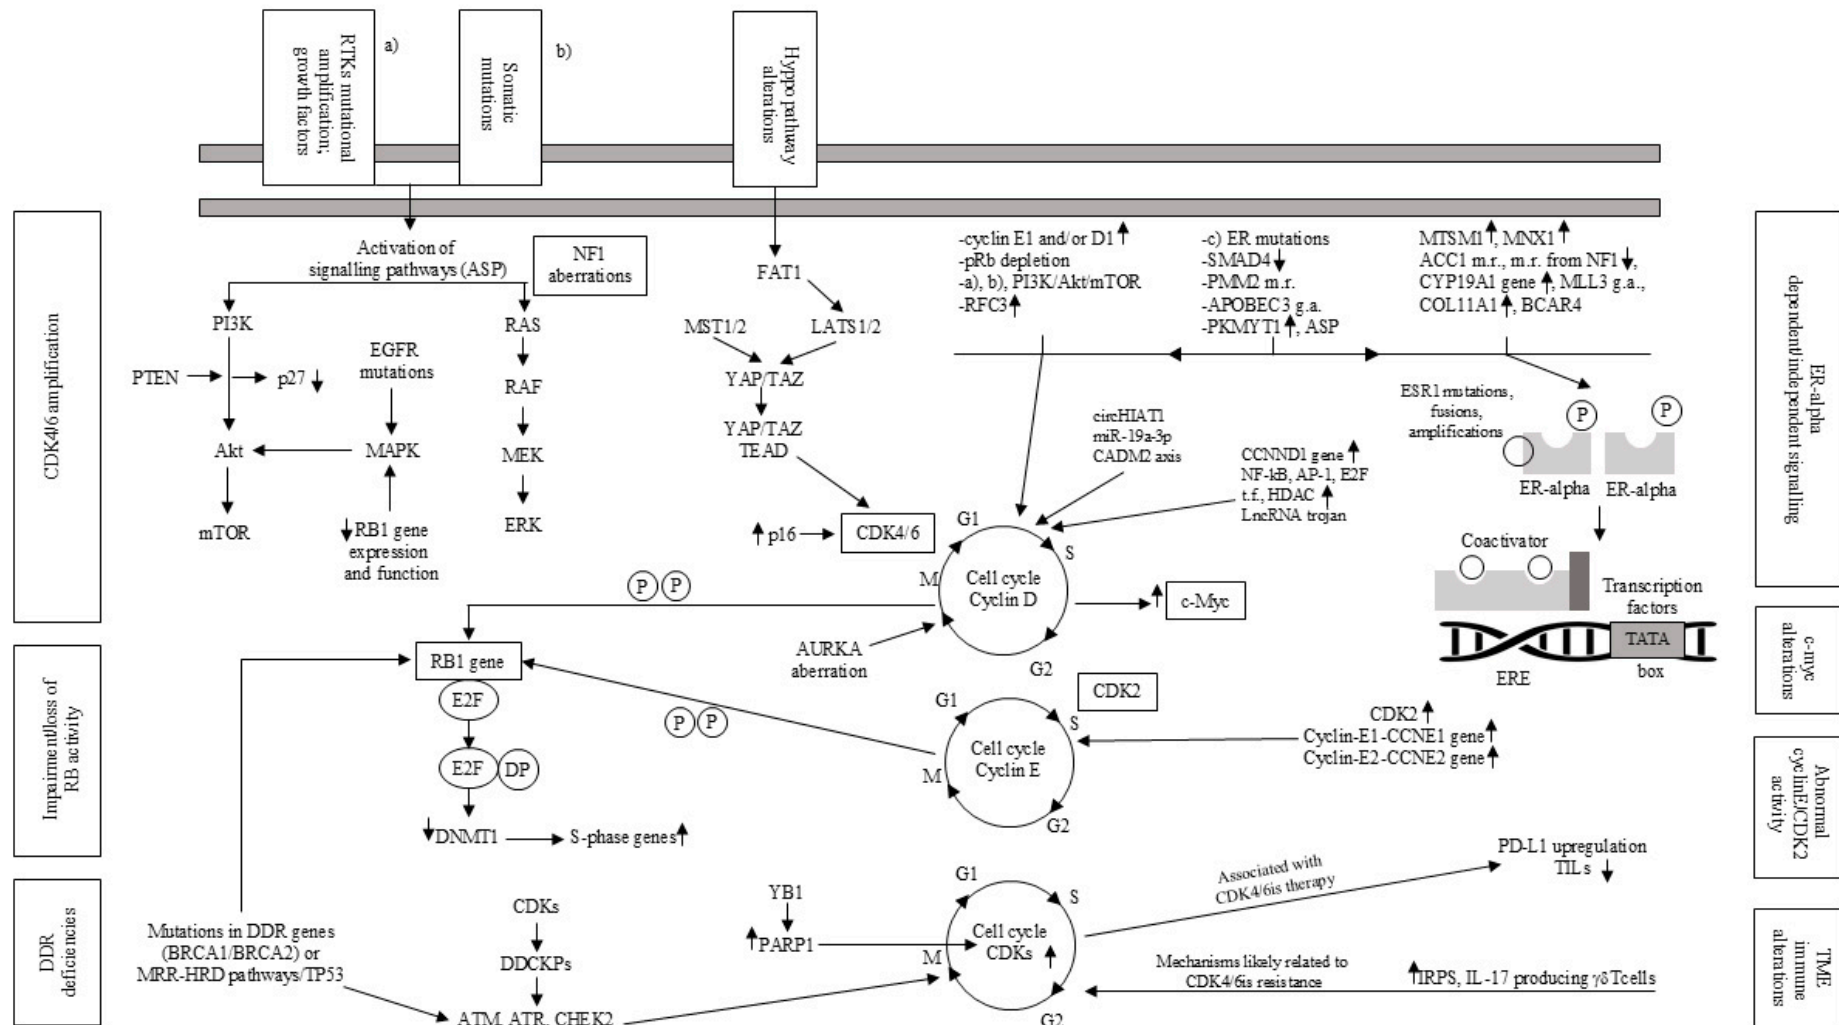 RTKs mutational
amplification;
growth factors
a)
Somatic
mutations
b)
Hyppo pathway
alterations
CDK4/6 amplification
Impairment/loss of
RB activity
DDR
deficiencies
Activation of
signalling pathways (ASP)
NF1
aberrations
PI3K
RAS
PTEN
p27
EGFR
mutations
RAF
Akt
MAPK
MEK
mTOR
RB1 gene
expression
and function
ERK
FAT1
MST1/2
LATS1/2
YAP/TAZ
YAP/TAZ
TEAD
p16
CDK4/6
-cyclin E1 and/or D1
-pRb depletion
-a), b), PI3K/Akt/mTOR
-RFC3
-c) ER mutations
-SMAD4
-PMM2 m.r.
-APOBEC3 g.a.
-PKMYT1, ASP
MTSM1, MNX1
ACC1 m.r., m.r. from NF1,
CYP19A1 gene, MLL3 g.a.,
COL11A1, BCAR4
circHIAT1
miR-19a-3p
CADM2 axis
CCNND1 gene
NF-kB, AP-1, E2F
t.f., HDAC
LncRNA trojan
ESR1 mutations,
fusions,
amplifications
P
P
ER-alpha
ER-alpha
Coactivator
Transcription
factors
TATA
box
ERE
G1
S
M
G2
Cell cycle
Cyclin D
c-Myc
P P
AURKA
aberration
RB1 gene
E2F
E2F
DP
DNMT1
S-phase genes
P P
G1
S
M
G2
Cell cycle
Cyclin E
CDK2
CDK2
Cyclin-E1-CCNE1 gene
Cyclin-E2-CCNE2 gene
Mutations in DDR genes
(BRCA1/BRCA2) or
MRR-HRD pathways/TP53
CDKs
DDCKPs
ATM, ATR, CHEK2
YB1
PARP1
G1
S
M
G2
Cell cycle
CDKs
Associated with
CDK4/6is therapy
PD-L1 upregulation
TILs
Mechanisms likely related to
CDK4/6is resistance
IRPS, IL-17 producing γδTcells
ER-alpha
dependent/independent signalling
c-myc
alterations
Abnormal
cyclinE/CDK2
activity
TME
immune
alterations